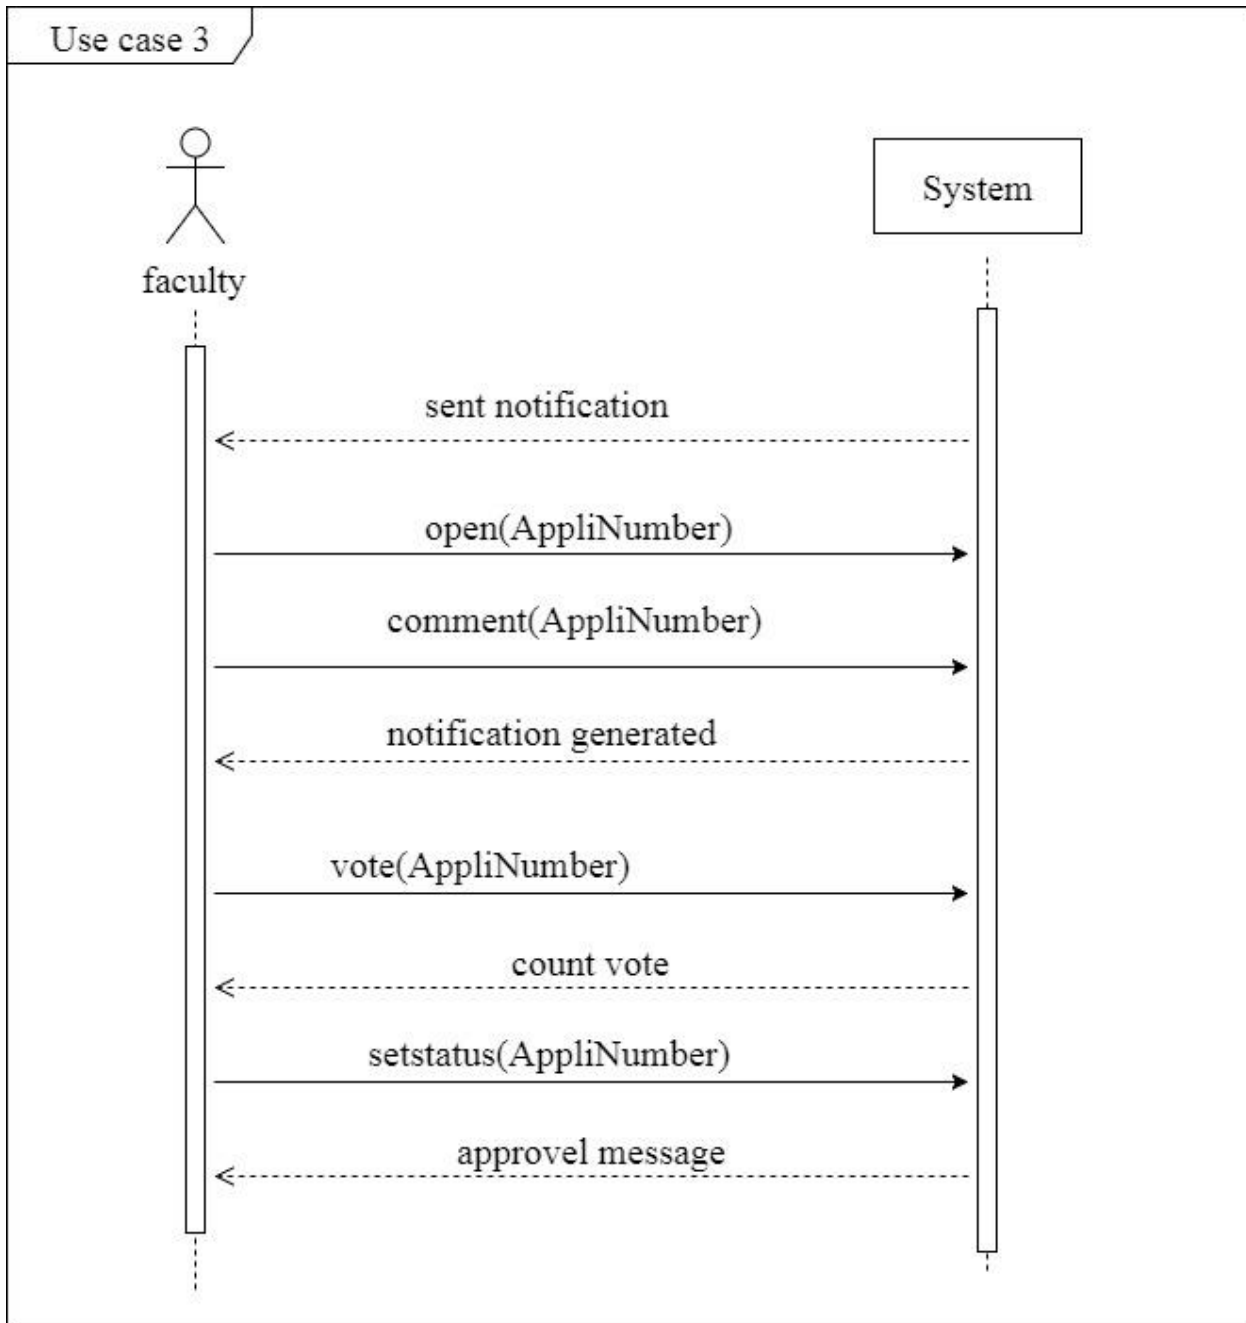 Use case 3
System
faculty
sent notification
open(AppliNumber)
comment(AppliNumber)
notification generated
vote(AppliNumber)
count vote
setstatus(AppliNumber)
approvel message